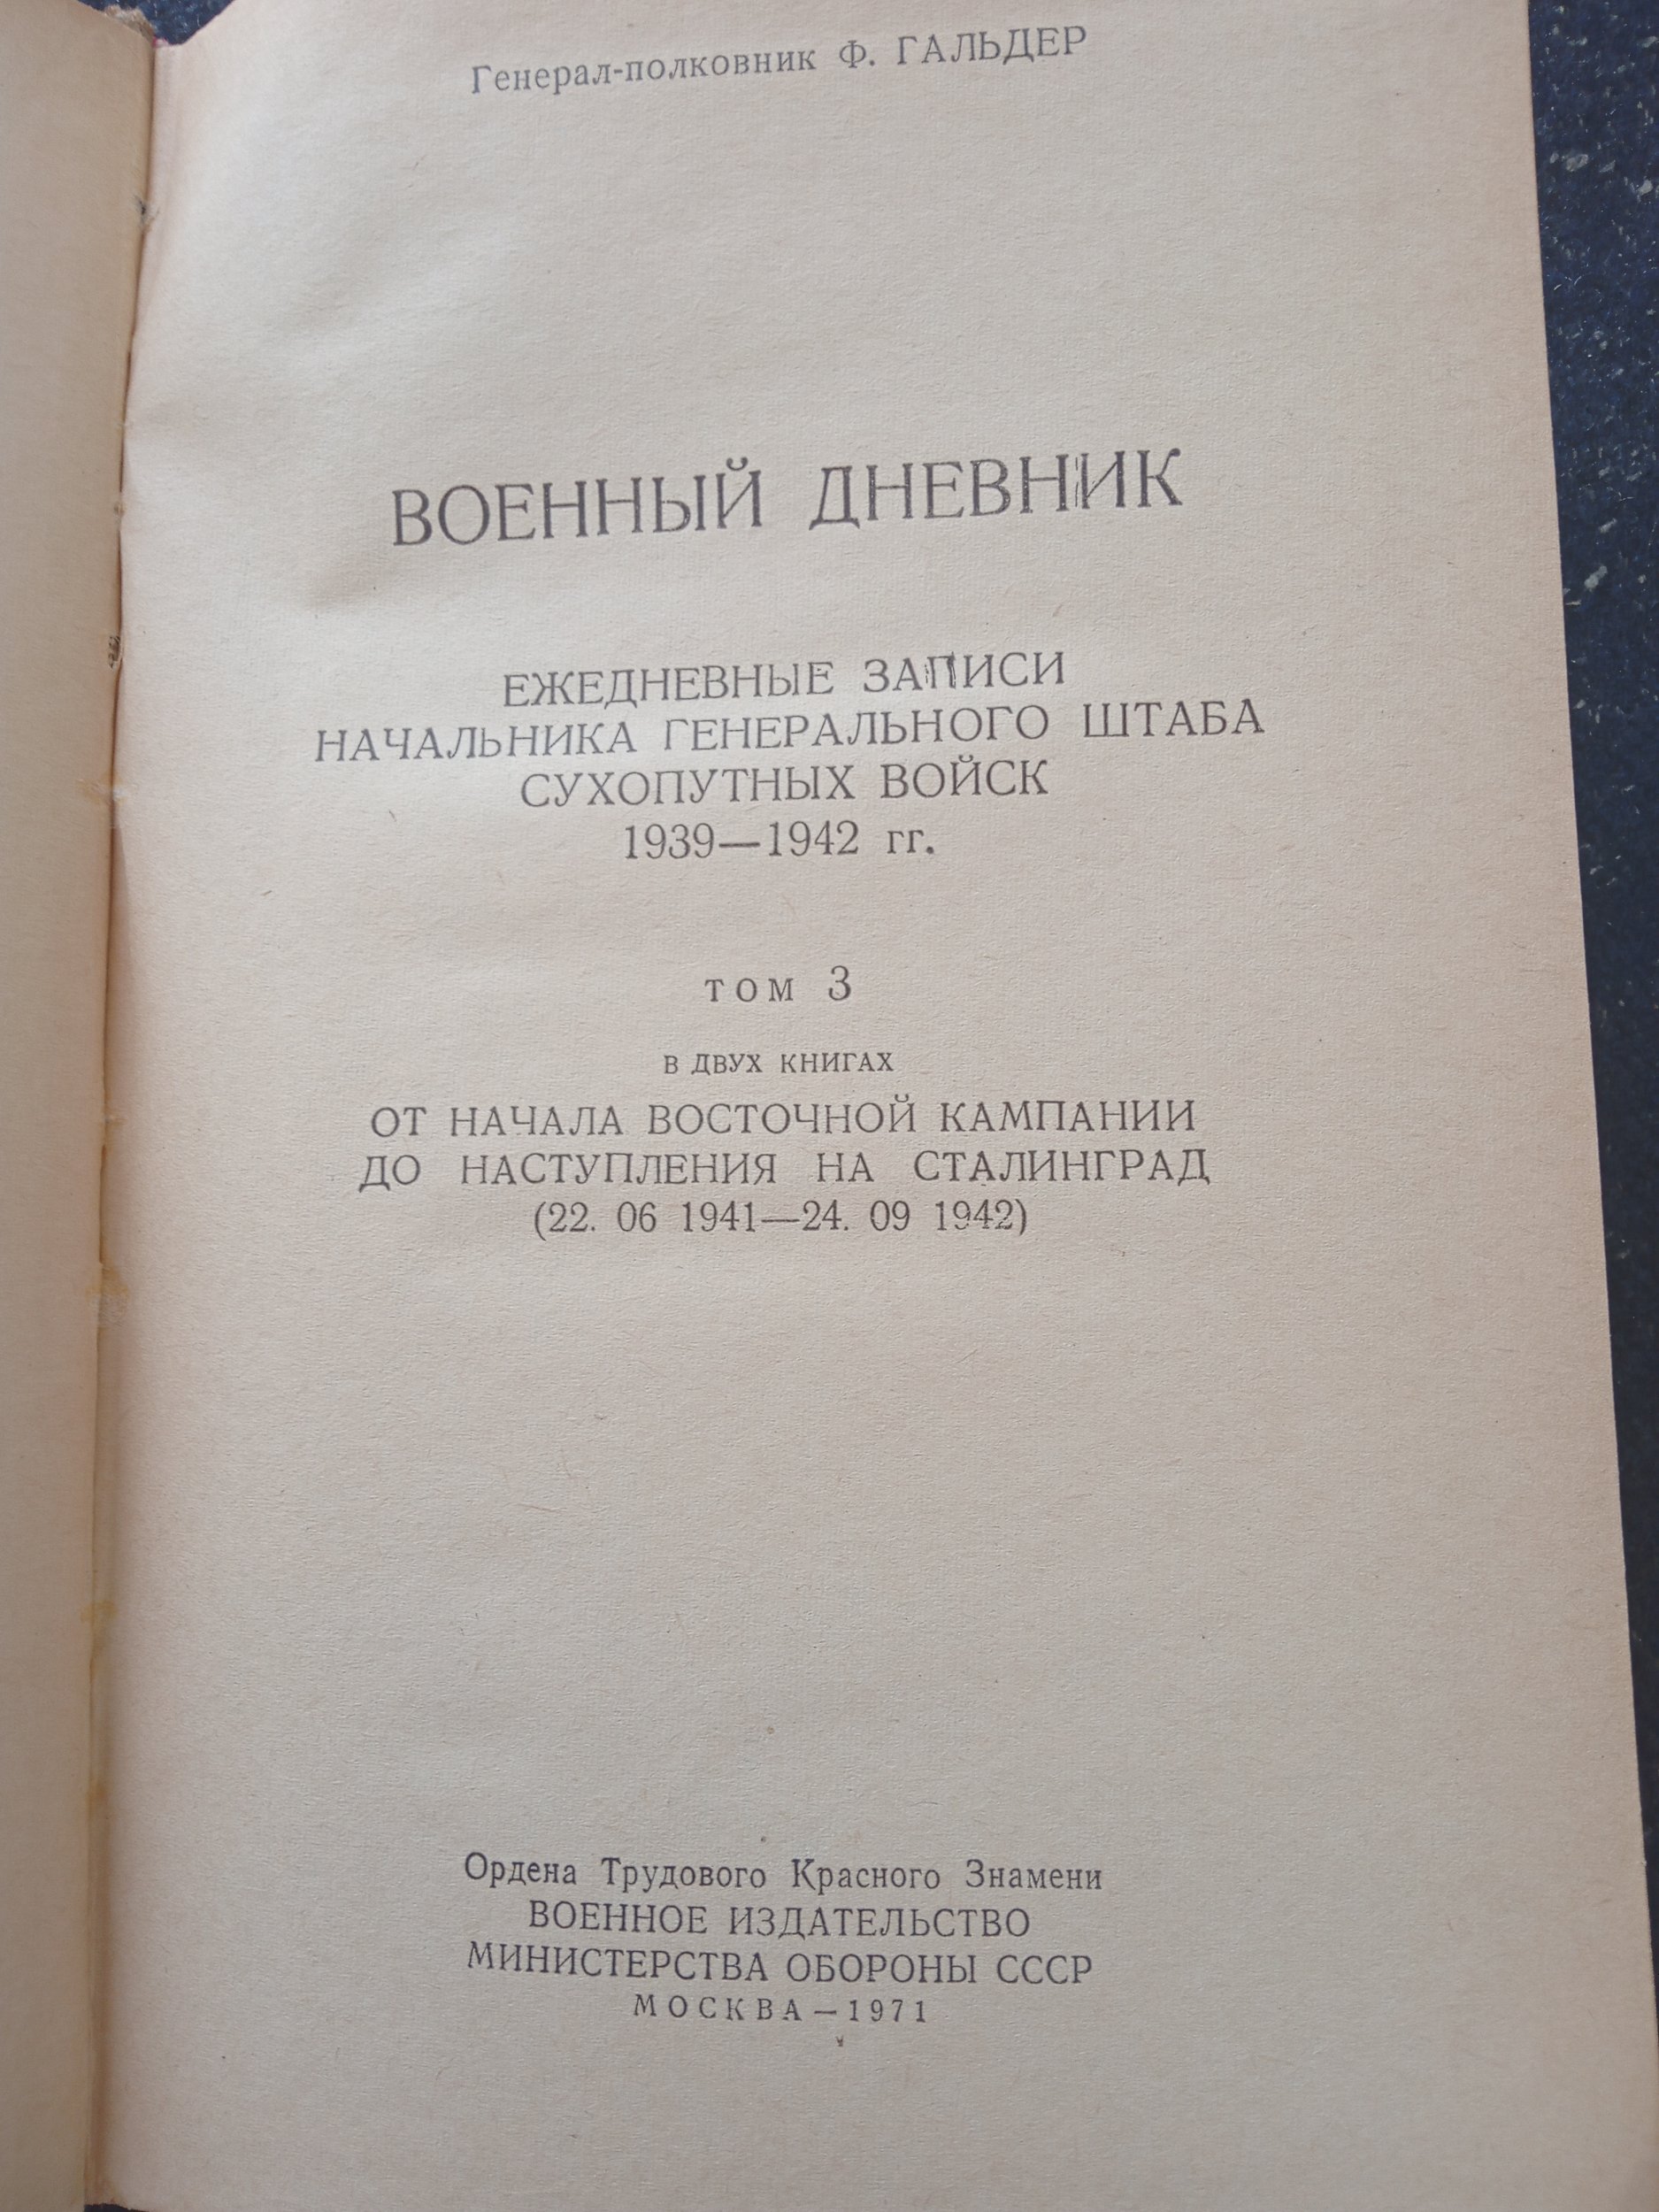 Генерал-полковник Ф. ГАЛЬДЕР
ВОЕННЫЙ ДНЕВНИК
ЕЖЕДНЕВНЫЕ ЗАПИСИ
НАЧАЛЬНИКА ГЕНЕРАЛЬНОГО ШТАБА
СУХОПУТНЫХ ВОЙСК
1939—1942 гг.
ТОМ 3
В ДВУХ КНИГАХ
ОТ НАЧАЛА ВОСТОЧНОЙ КАМПАНИИ
ДО НАСТУПЛЕНИЯ НА СТАЛИНГРАД
(22. 06 1941—24. 09 1942)
Ордена Трудового Красного Знамени
ВОЕННОЕ ИЗДАТЕЛЬСТВО
МИНИСТЕРСТВА ОБОРОНЫ СССР
МОСКВА — 1971